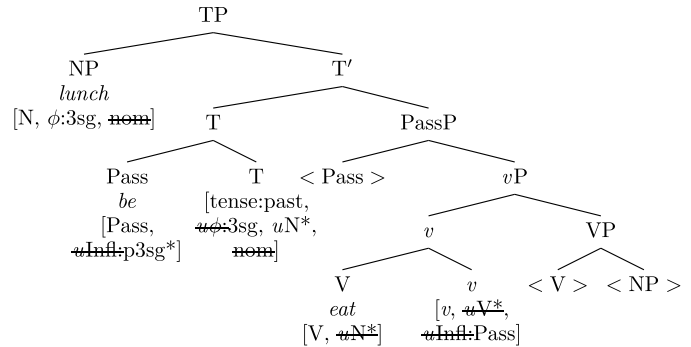 TP
NP T′
lunch
[N, ϕ:3sg, nom]
T PassP
Pass T < Pass > vP
be [tense:past,
[Pass, uϕ:3sg, uN*,
uInfl:p3sg*] nom]
v VP
V v < V > < NP >
eat [v, uV*,
[V, uN*] uInfl:Pass]